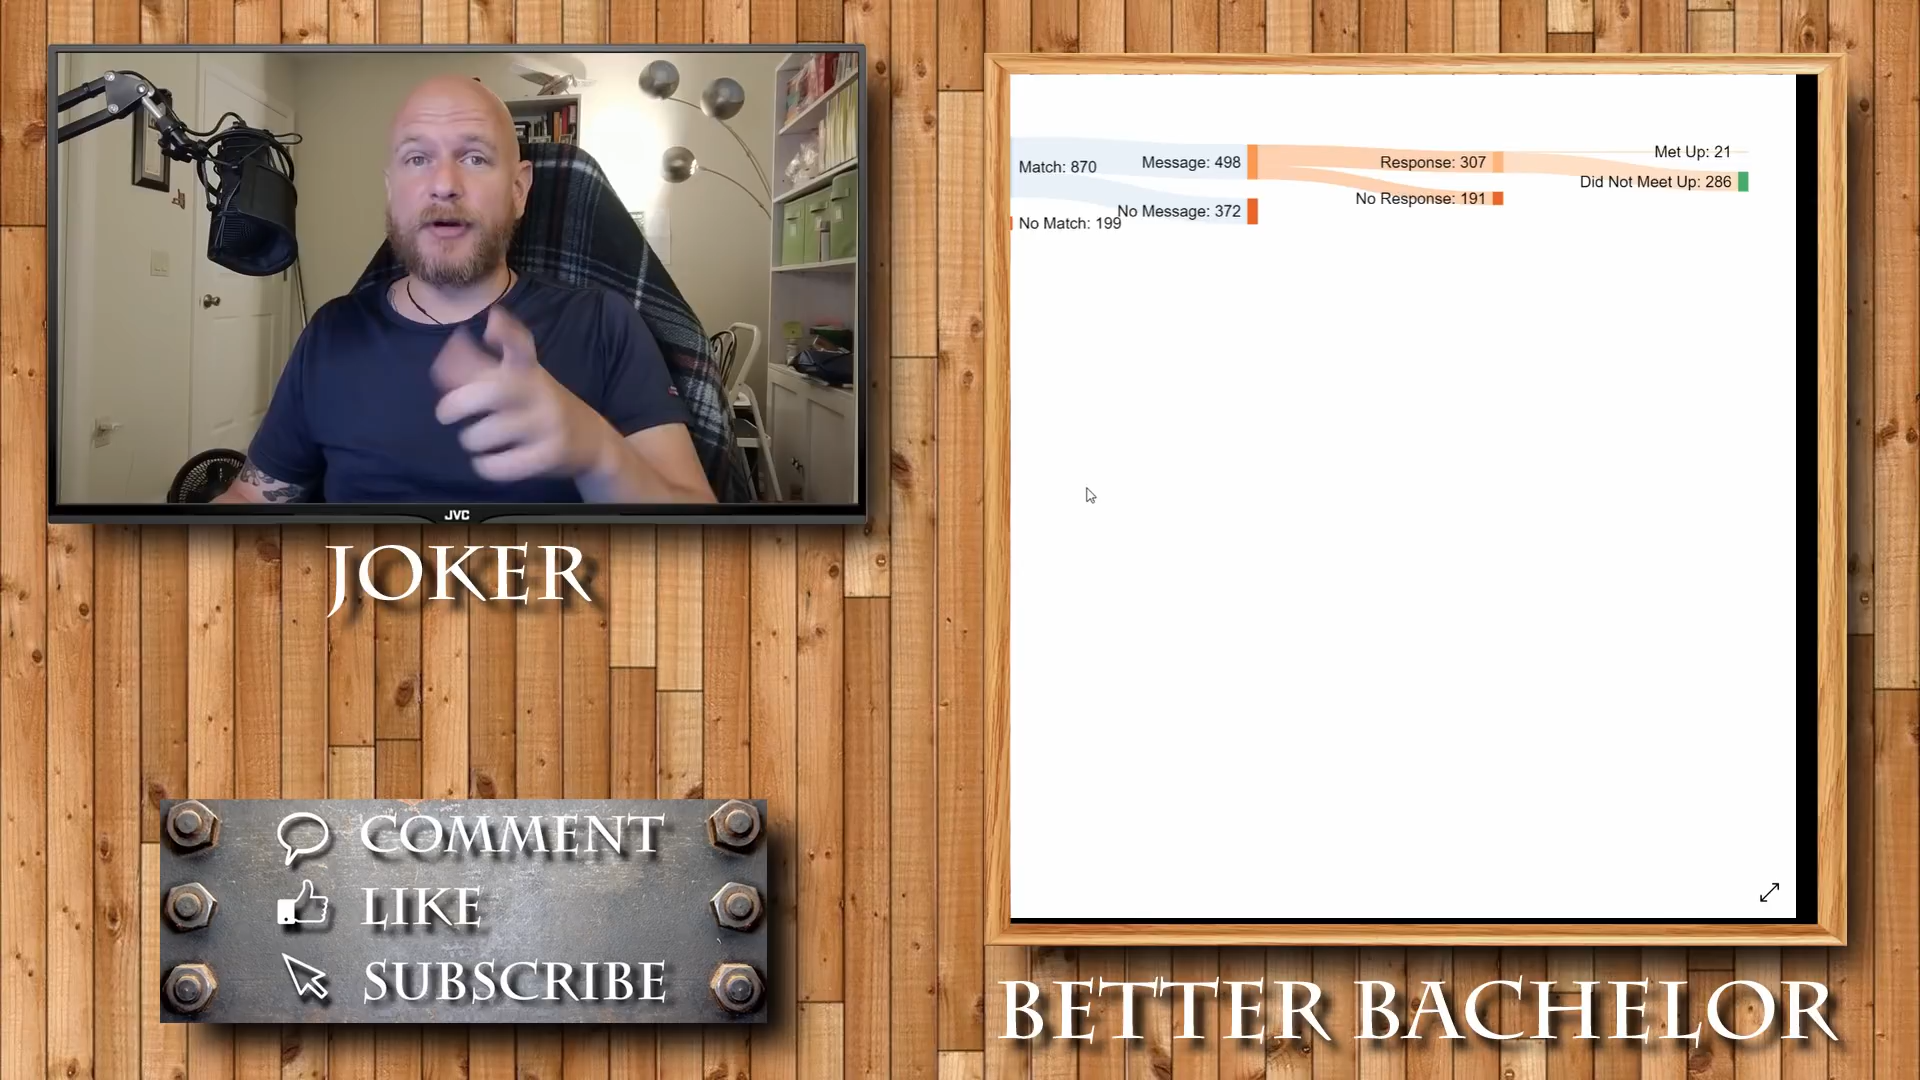 JVC
JOKER
COMMENT
LIKE
SUBSCRIBE
Match: 870
No Match: 199
Message: 498
No Message: 372
Response: 307
No Response: 191
Met Up: 21
Did Not Meet Up: 286
BETTER BACHELOR